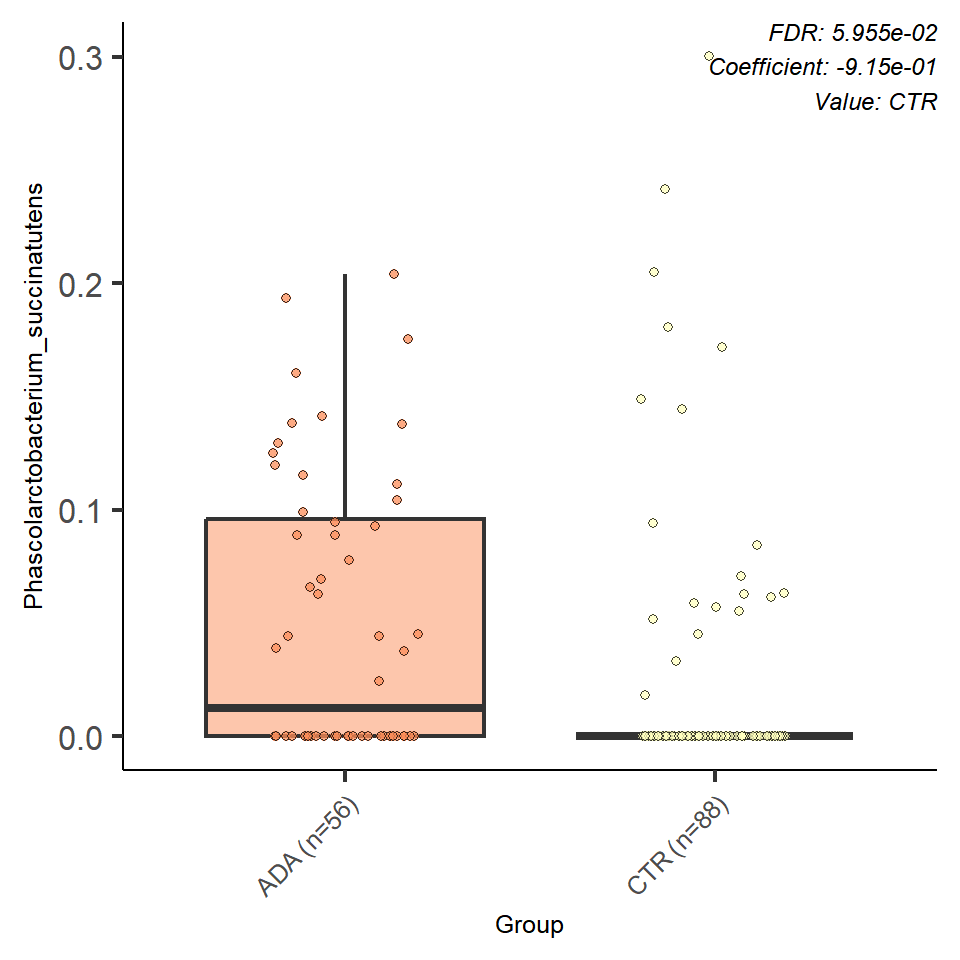 FDR: 5.955e-02
Coefficient: -9.15e-01
Value: CTR
Phascolarctobacterium_succinatutens
0.3
0.2
0.1
0.0
ADA (n=56)
CTR (n=88)
Group